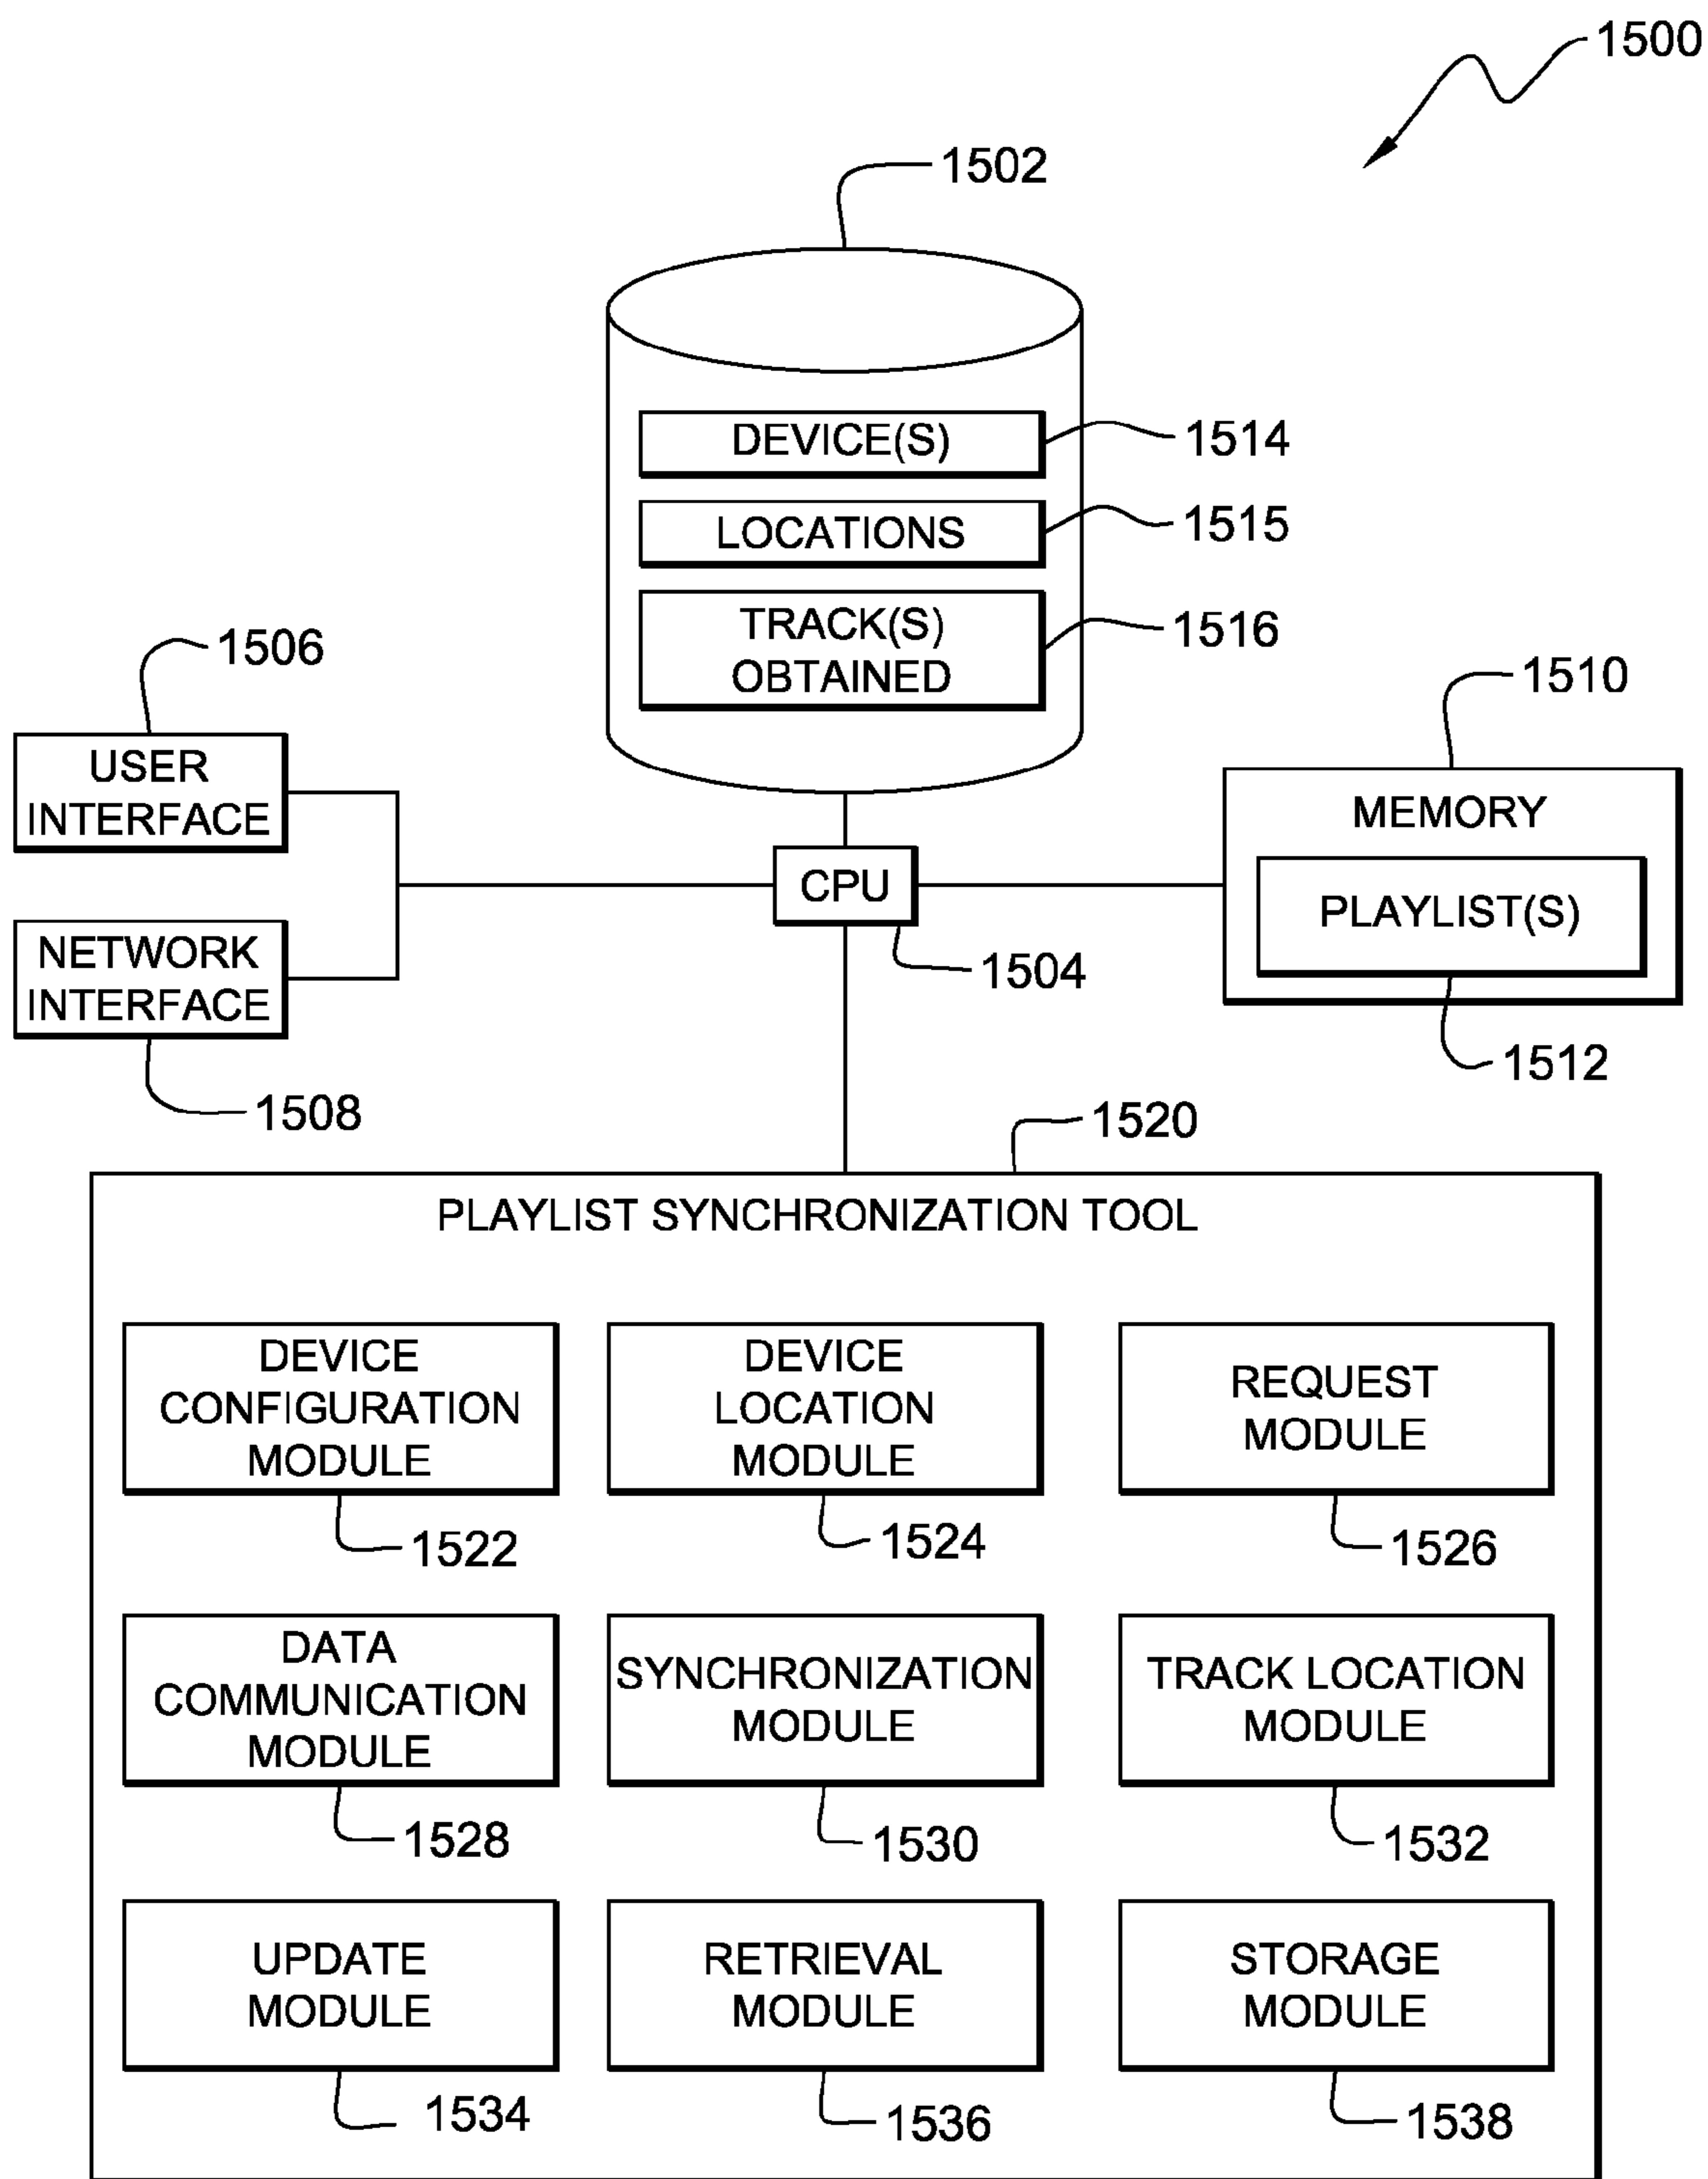 1500
1502
DEVICE(S)
1514
LOCATIONS
1515
TRACK(S)
OBTAINED
1516
1506
USER
INTERFACE
1510
MEMORY
PLAYLIST(S)
1512
CPU
1504
NETWORK
INTERFACE
1508
1520
PLAYLIST SYNCHRONIZATION TOOL
DEVICE
CONFIGURATION
MODULE
1522
DEVICE
LOCATION
MODULE
1524
REQUEST
MODULE
1526
DATA
COMMUNICATION
MODULE
1528
SYNCHRONIZATION
MODULE
1530
TRACK LOCATION
MODULE
1532
UPDATE
MODULE
1534
RETRIEVAL
MODULE
1536
STORAGE
MODULE
1538